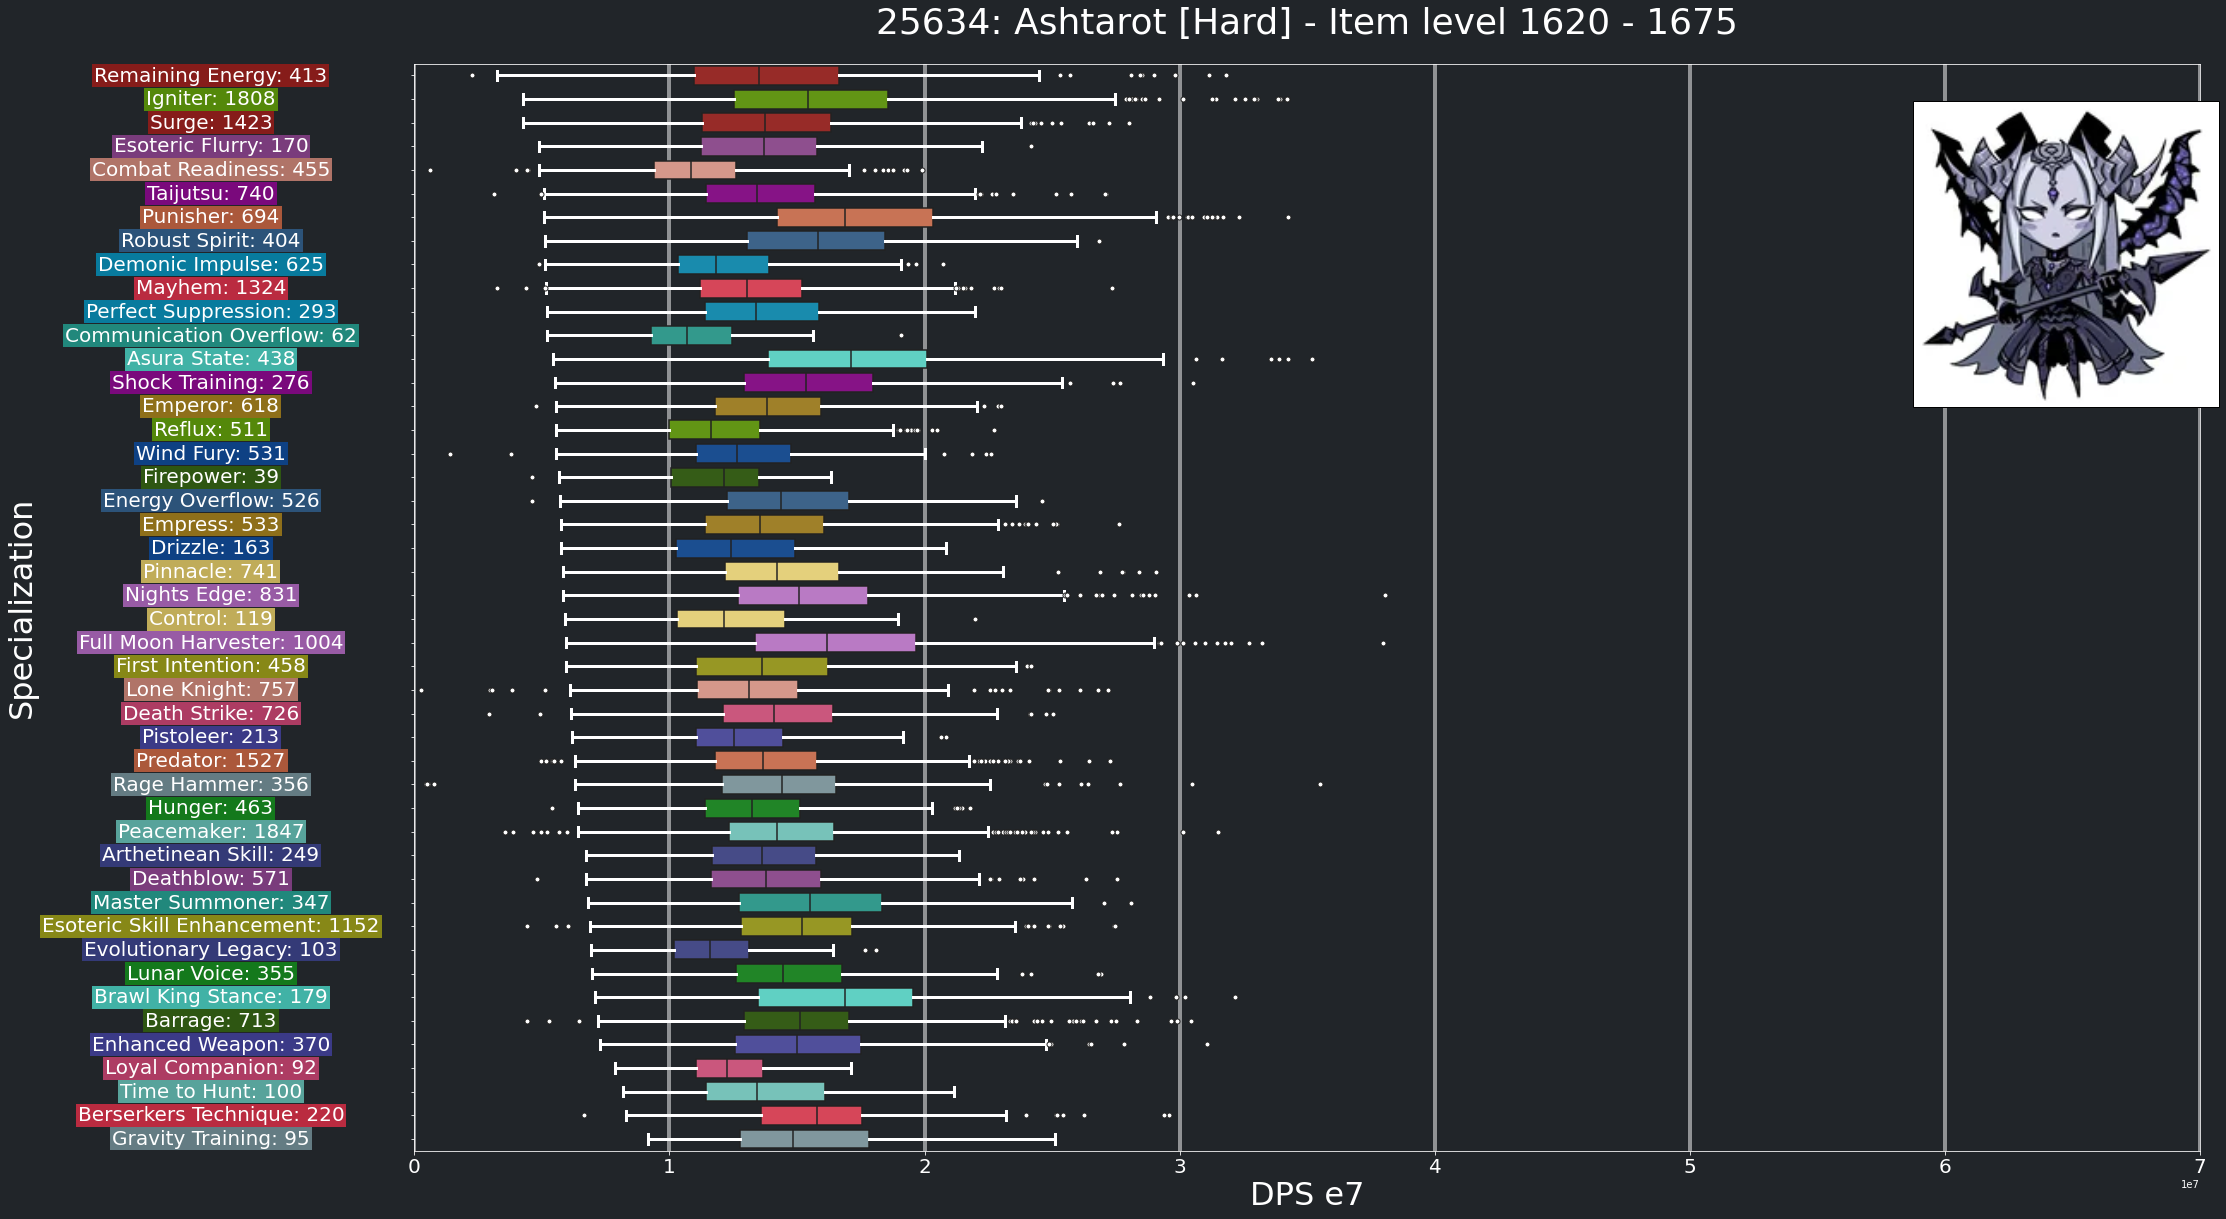 25634: Ashtarot [Hard] - Item level 1620 - 1675
Remaining Energy: 413
Igniter: 1808
Surge: 1423
Esoteric Flurry: 170
Combat Readiness: 455
Taijutsu: 740
Punisher: 694
Robust Spirit: 404
Demonic Impulse: 625
Mayhem: 1324
Perfect Suppression: 293
Communication Overflow: 62
Asura State: 438
Shock Training: 276
Emperor: 618
Reflux: 511
Wind Fury: 531
Firepower: 39
Energy Overflow: 526
Empress: 533
Drizzle: 163
Pinnacle: 741
Nights Edge: 831
Control: 119
Full Moon Harvester: 1004
First Intention: 458
Lone Knight: 757
Death Strike: 726
Pistoleer: 213
Predator: 1527
Rage Hammer: 356
Hunger: 463
Peacemaker: 1847
Arthetinean Skill: 249
Deathblow: 571
Master Summoner: 347
Esoteric Skill Enhancement: 1152
Evolutionary Legacy: 103
Lunar Voice: 355
Brawl King Stance: 179
Barrage: 713
Enhanced Weapon: 370
Loyal Companion: 92
Time to Hunt: 100
Berserkers Technique: 220
Gravity Training: 95
Specialization
0 1 2 3 4 5 6 7
1e7
DPS e7